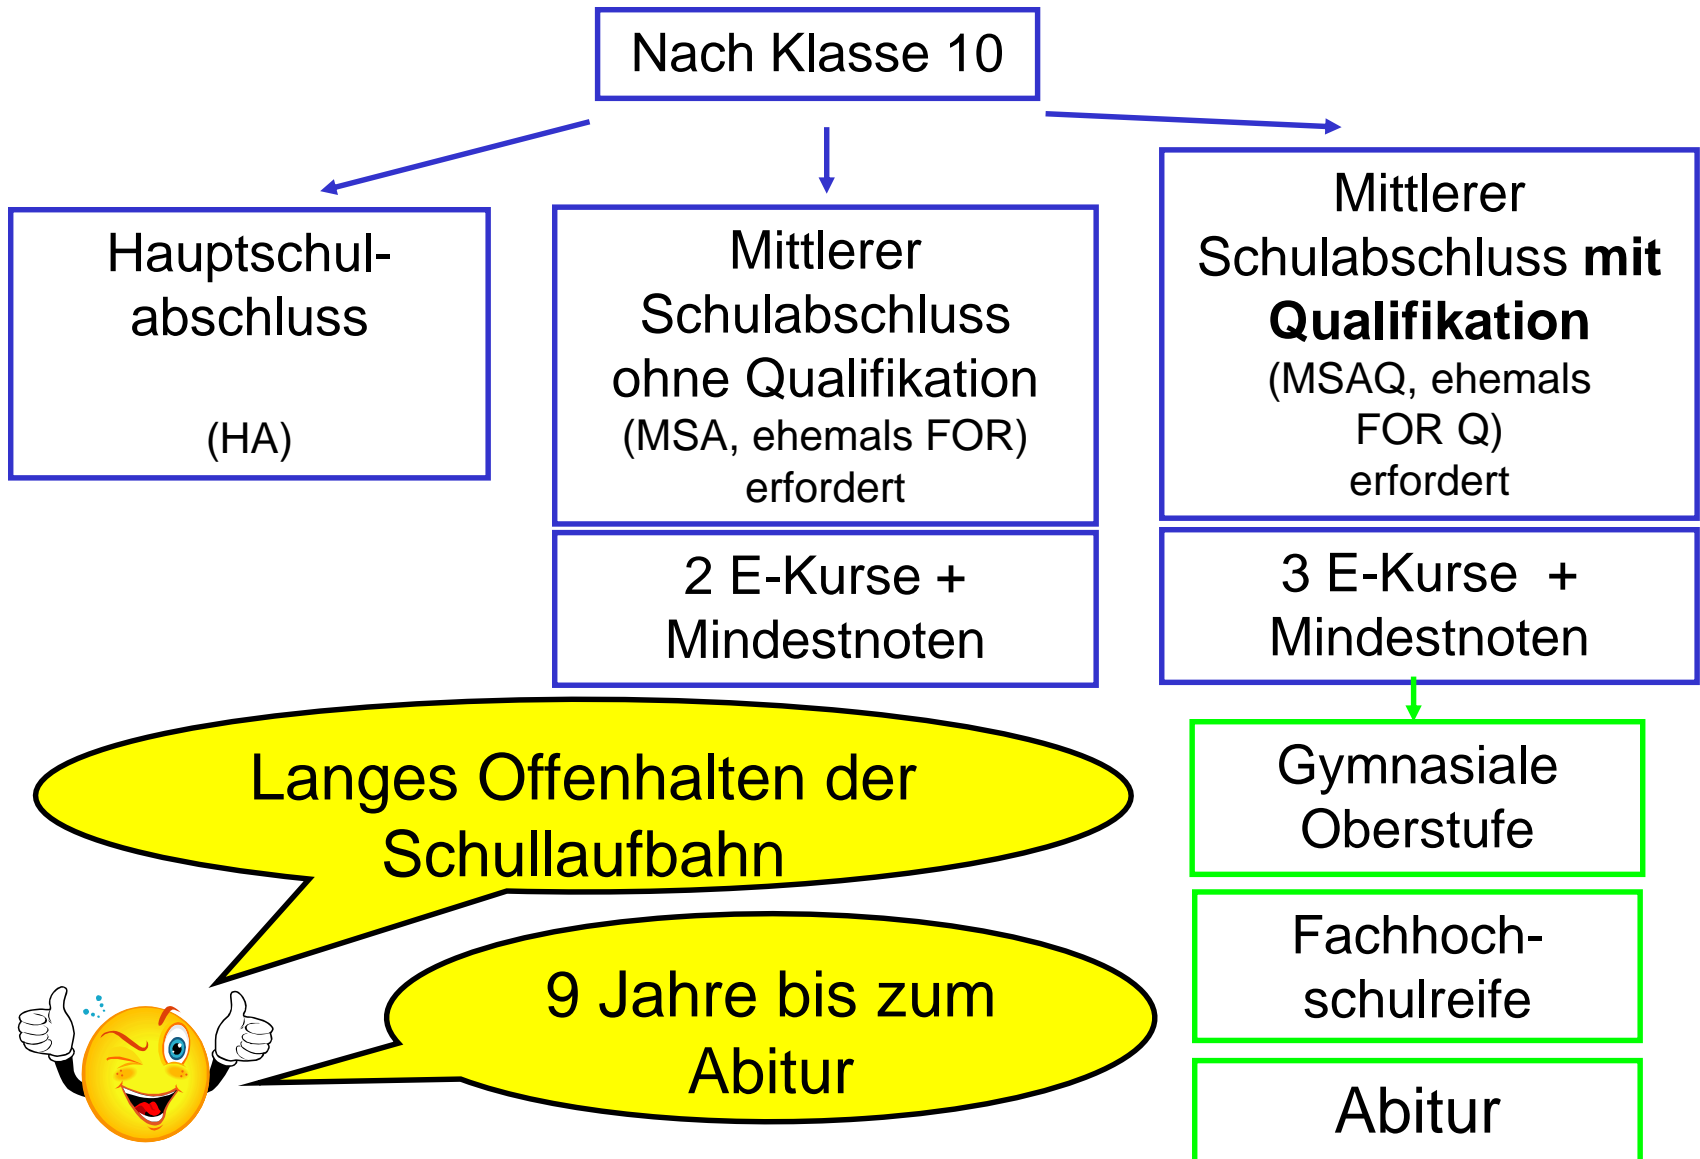 Nach Klasse 10
Hauptschul-
abschluss
(HA)
Mittlerer
Schulabschluss
ohne Qualifikation
(MSA, ehemals FOR)
erfordert
2 E-Kurse +
Mindestnoten
Mittlerer
Schulabschluss mit
Qualifikation
(MSAQ, ehemals
FOR Q)
erfordert
3 E-Kurse +
Mindestnoten
Gymnasiale
Oberstufe
Fachhoch-
schulreife
Abitur
Langes Offenhalten der
Schullaufbahn
9 Jahre bis zum
Abitur